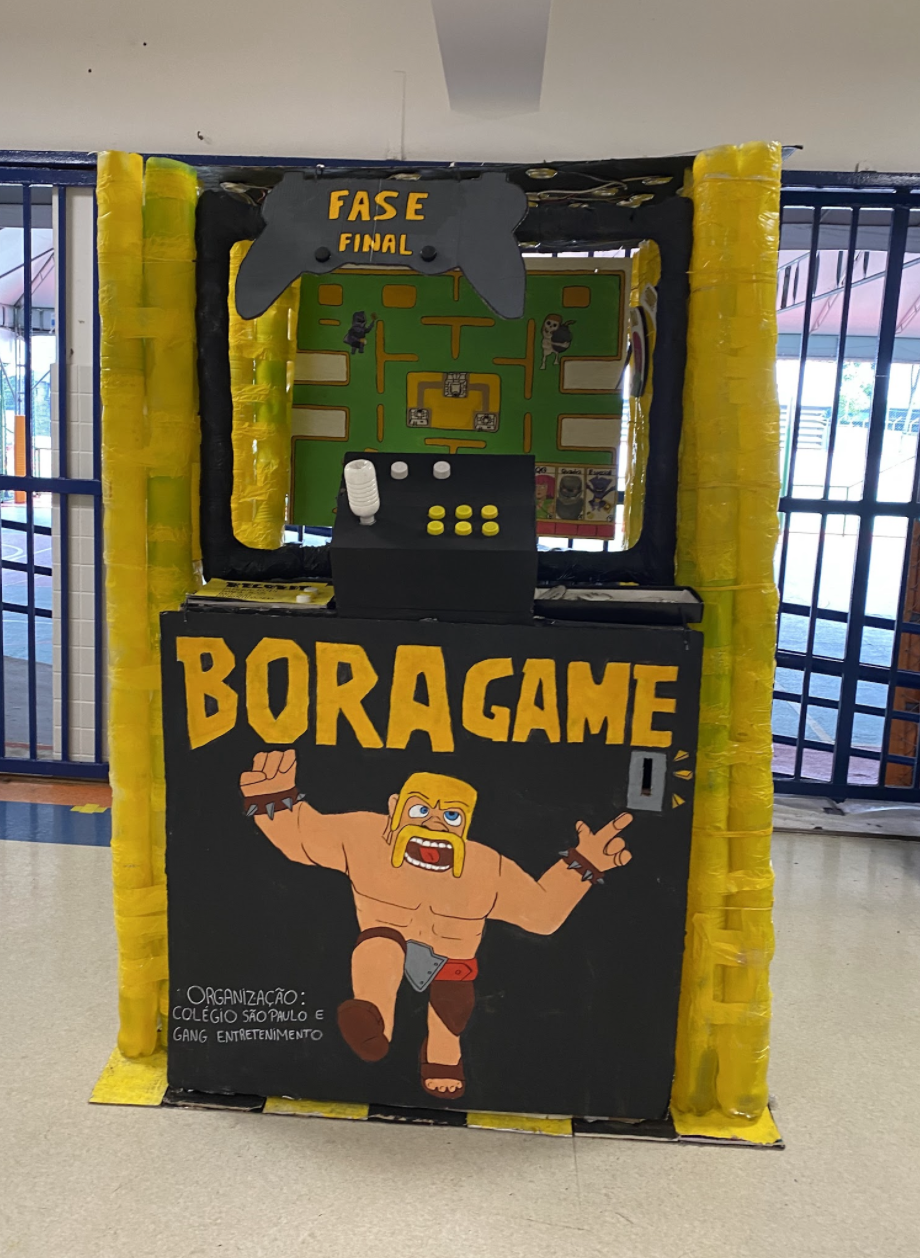 FASE
FINAL
BORAGAME
ORGANIZAÇÃO:
COLÉGIO SÃO PAULO E
GANG ENTRETENIMENTO